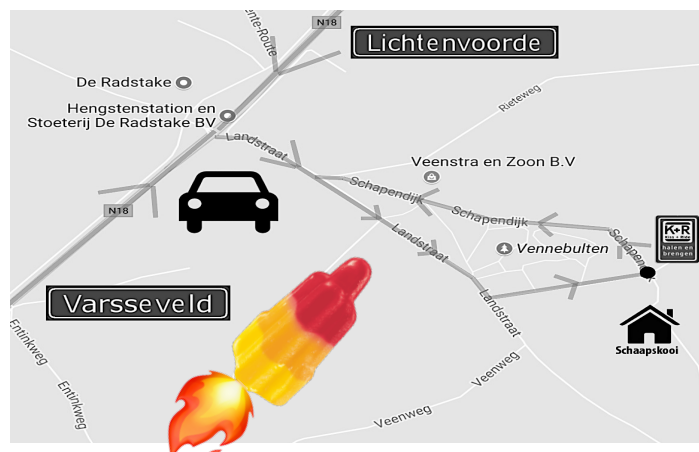 N18
Lichtenvoorde
De Radstake
Rieteweg
Hengstenstation en
Stoeterij De Radstake BV
Landstraat
Veenstra en Zoon B.V
Schapendijk
Schapendijk
N18
K+R
halen en
brengen
Landstraat
Vennebulten
Varsseveld
Landstraat
Entinkweg
Schaapskooi
Veenweg
Entinkweg
Veenweg